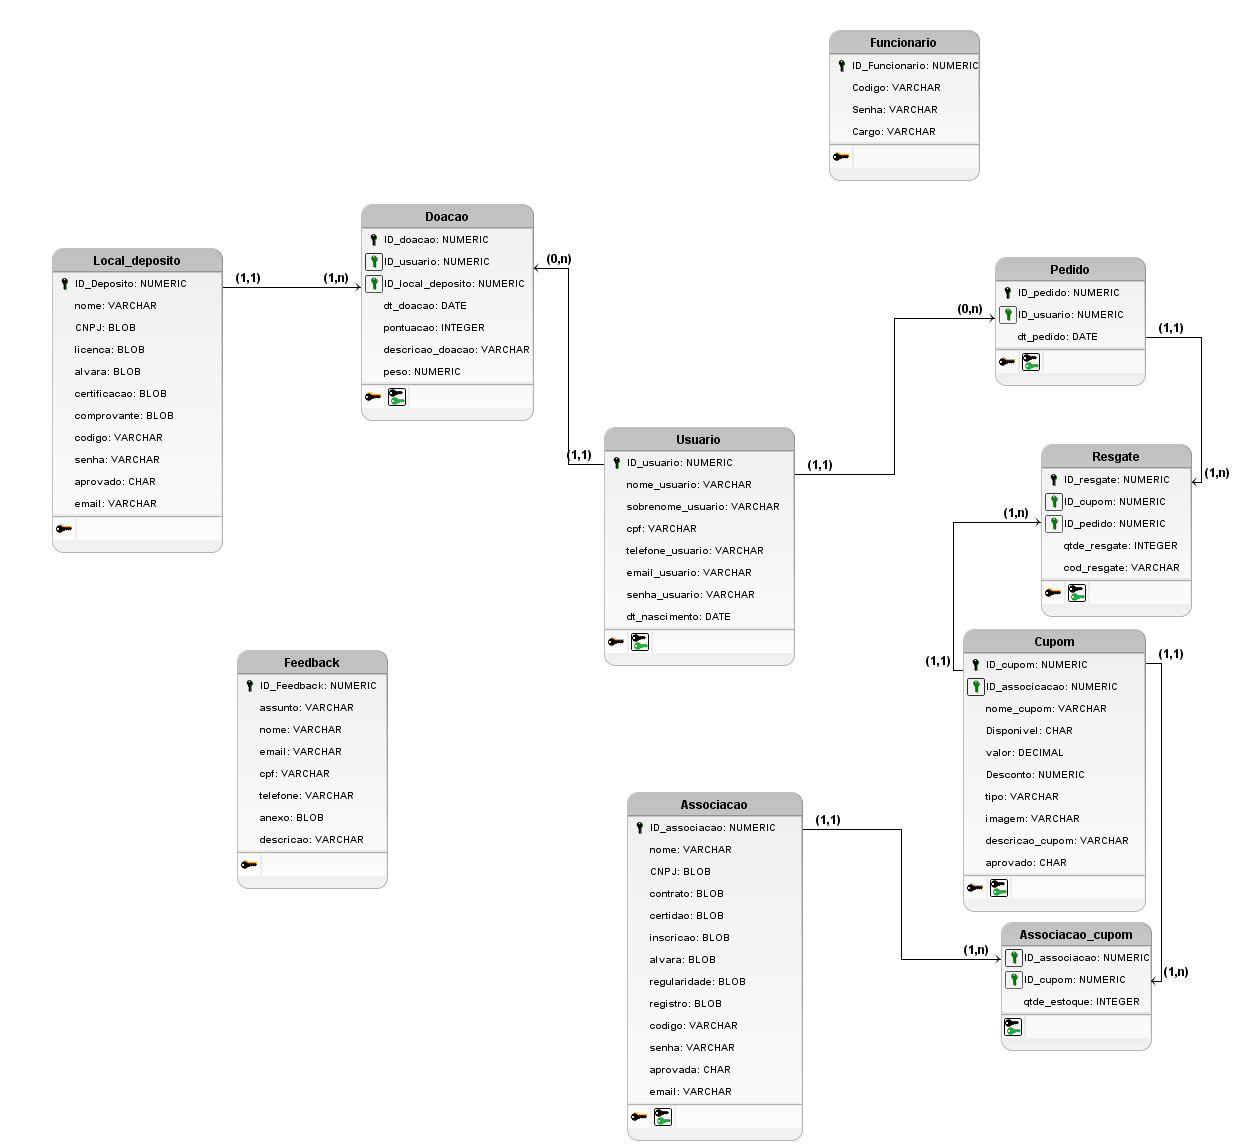 Funcionario
ID_Funcionario: NUMERIC
Codigo: VARCHAR
Senha: VARCHAR
Cargo: VARCHAR
Doacao
ID_doacao: NUMERIC
ID_usuario: NUMERIC
ID_local_deposito: NUMERIC
dt_doacao: DATE
pontuacao: INTEGER
descricao_doacao: VARCHAR
peso: NUMERIC
Local_deposito
ID_Deposito: NUMERIC
nome: VARCHAR
CNPJ: BLOB
licenca: BLOB
alvara: BLOB
certificacao: BLOB
comprovante: BLOB
codigo: VARCHAR
senha: VARCHAR
aprovado: CHAR
email: VARCHAR
(1,1)
(1,n)
(0,n)
(1,1)
Pedido
ID_pedido: NUMERIC
ID_usuario: NUMERIC
dt_pedido: DATE
(0,n)
(1,1)
(1,1)
(1,n)
Usuario
ID_usuario: NUMERIC
nome_usuario: VARCHAR
sobrenome_usuario: VARCHAR
cpf: VARCHAR
telefone_usuario: VARCHAR
email_usuario: VARCHAR
senha_usuario: VARCHAR
dt_nascimento: DATE
Resgate
ID_resgate: NUMERIC
ID_cupom: NUMERIC
ID_pedido: NUMERIC
qtde_resgate: INTEGER
cod_resgate: VARCHAR
(1,n)
(1,1)
(1,1)
Cupom
ID_cupom: NUMERIC
ID_associcacao: NUMERIC
nome_cupom: VARCHAR
Disponivel: CHAR
valor: DECIMAL
Desconto: NUMERIC
tipo: VARCHAR
imagem: VARCHAR
descricao_cupom: VARCHAR
aprovado: CHAR
Feedback
ID_Feedback: NUMERIC
assunto: VARCHAR
nome: VARCHAR
email: VARCHAR
cpf: VARCHAR
telefone: VARCHAR
anexo: BLOB
descricao: VARCHAR
Associacao
ID_associacao: NUMERIC
nome: VARCHAR
CNPJ: BLOB
contrato: BLOB
certidao: BLOB
inscricao: BLOB
alvara: BLOB
regularidade: BLOB
registro: BLOB
codigo: VARCHAR
senha: VARCHAR
aprovada: CHAR
email: VARCHAR
(1,1)
(1,n)
(1,n)
Associacao_cupom
ID_associacao: NUMERIC
ID_cupom: NUMERIC
qtde_estoque: INTEGER